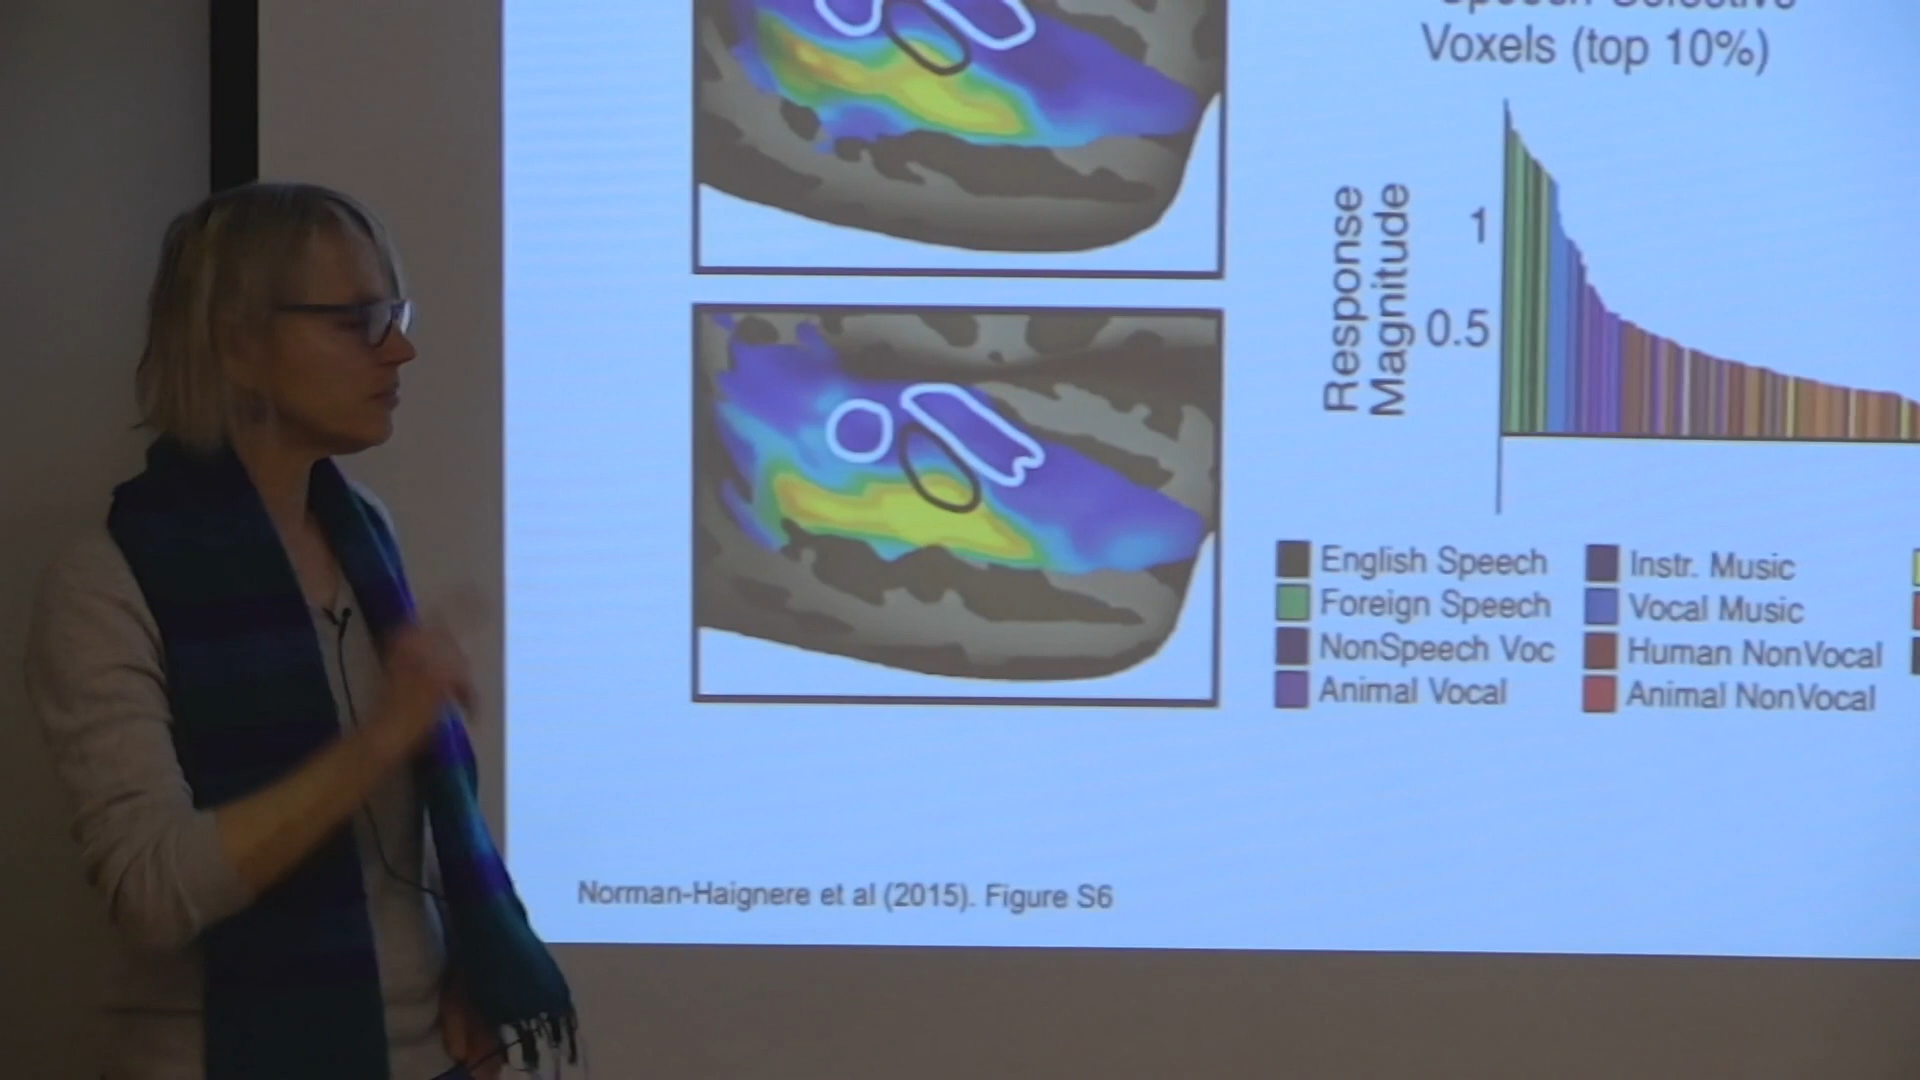 Voxels (top 10%)
Response
Magnitude
1
0.5
English Speech
Foreign Speech
NonSpeech Voc
Animal Vocal
Instr. Music
Vocal Music
Human NonVocal
Animal NonVocal
Norman-Haignere et al (2015). Figure S6